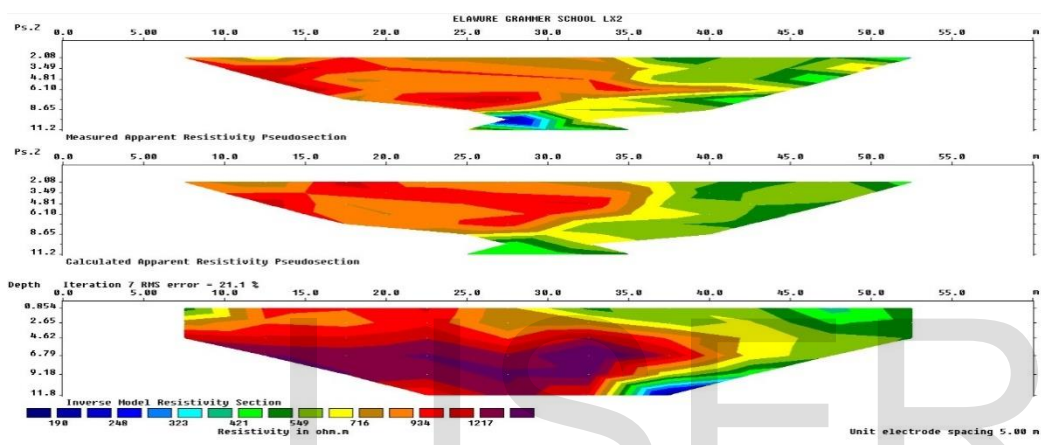 ELAWURE GRAMMER SCHOOL LX2
Ps.Z 0.0 5.00 10.0 15.0 20.0 25.0 30.0 35.0 40.0 45.0 50.0 55.0 m
2.08
3.49
4.81
6.10
8.65
11.2
Measured Apparent Resistivity Pseudosection
Ps.Z 0.0 5.00 10.0 15.0 20.0 25.0 30.0 35.0 40.0 45.0 50.0 55.0 m
2.08
3.49
4.81
6.10
8.65
11.2
Calculated Apparent Resistivity Pseudosection
Depth Iteration 7 RMS error = 21.1 %
0.0 5.00 10.0 15.0 20.0 25.0 30.0 35.0 40.0 45.0 50.0 55.0 m
0.854
2.65
4.62
6.79
9.18
11.8
Inverse Model Resistivity Section
190 248 323 421 549 716 934 1217
Resistivity in ohm.m
Unit electrode spacing 5.00 m
IJSER